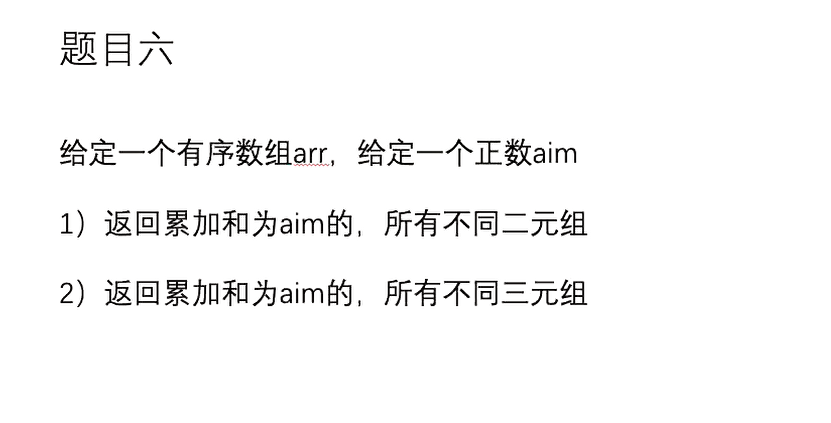 题目六
给定一个有序数组arr，给定一个正数aim
1）返回累加和为aim的，所有不同二元组
2）返回累加和为aim的，所有不同三元组